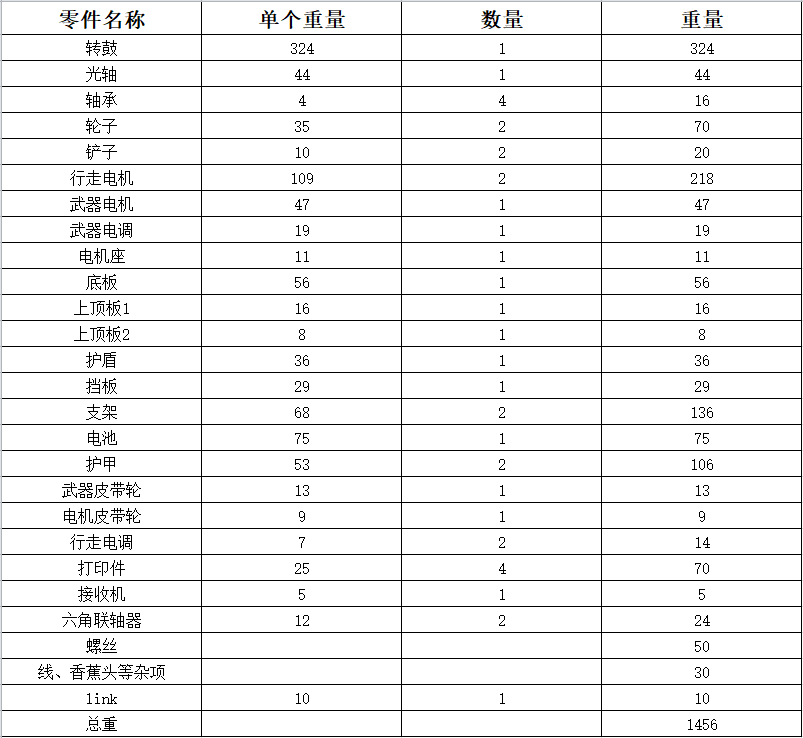 零件名称 单个重量 数量 重量
转鼓 324 1 324
光轴 44 1 44
轴承 4 4 16
轮子 35 2 70
铲子 10 2 20
行走电机 109 2 218
武器电机 47 1 47
武器电调 19 1 19
电机座 11 1 11
底板 56 1 56
上顶板1 16 1 16
上顶板2 8 1 8
护盾 36 1 36
挡板 29 1 29
支架 68 2 136
电池 75 1 75
护甲 53 2 106
武器皮带轮 13 1 13
电机皮带轮 9 1 9
行走电调 7 2 14
打印件 25 4 70
接收机 5 1 5
六角联轴器 12 2 24
螺丝 50
线、香蕉头等杂项 30
link 10 1 10
总重 1456